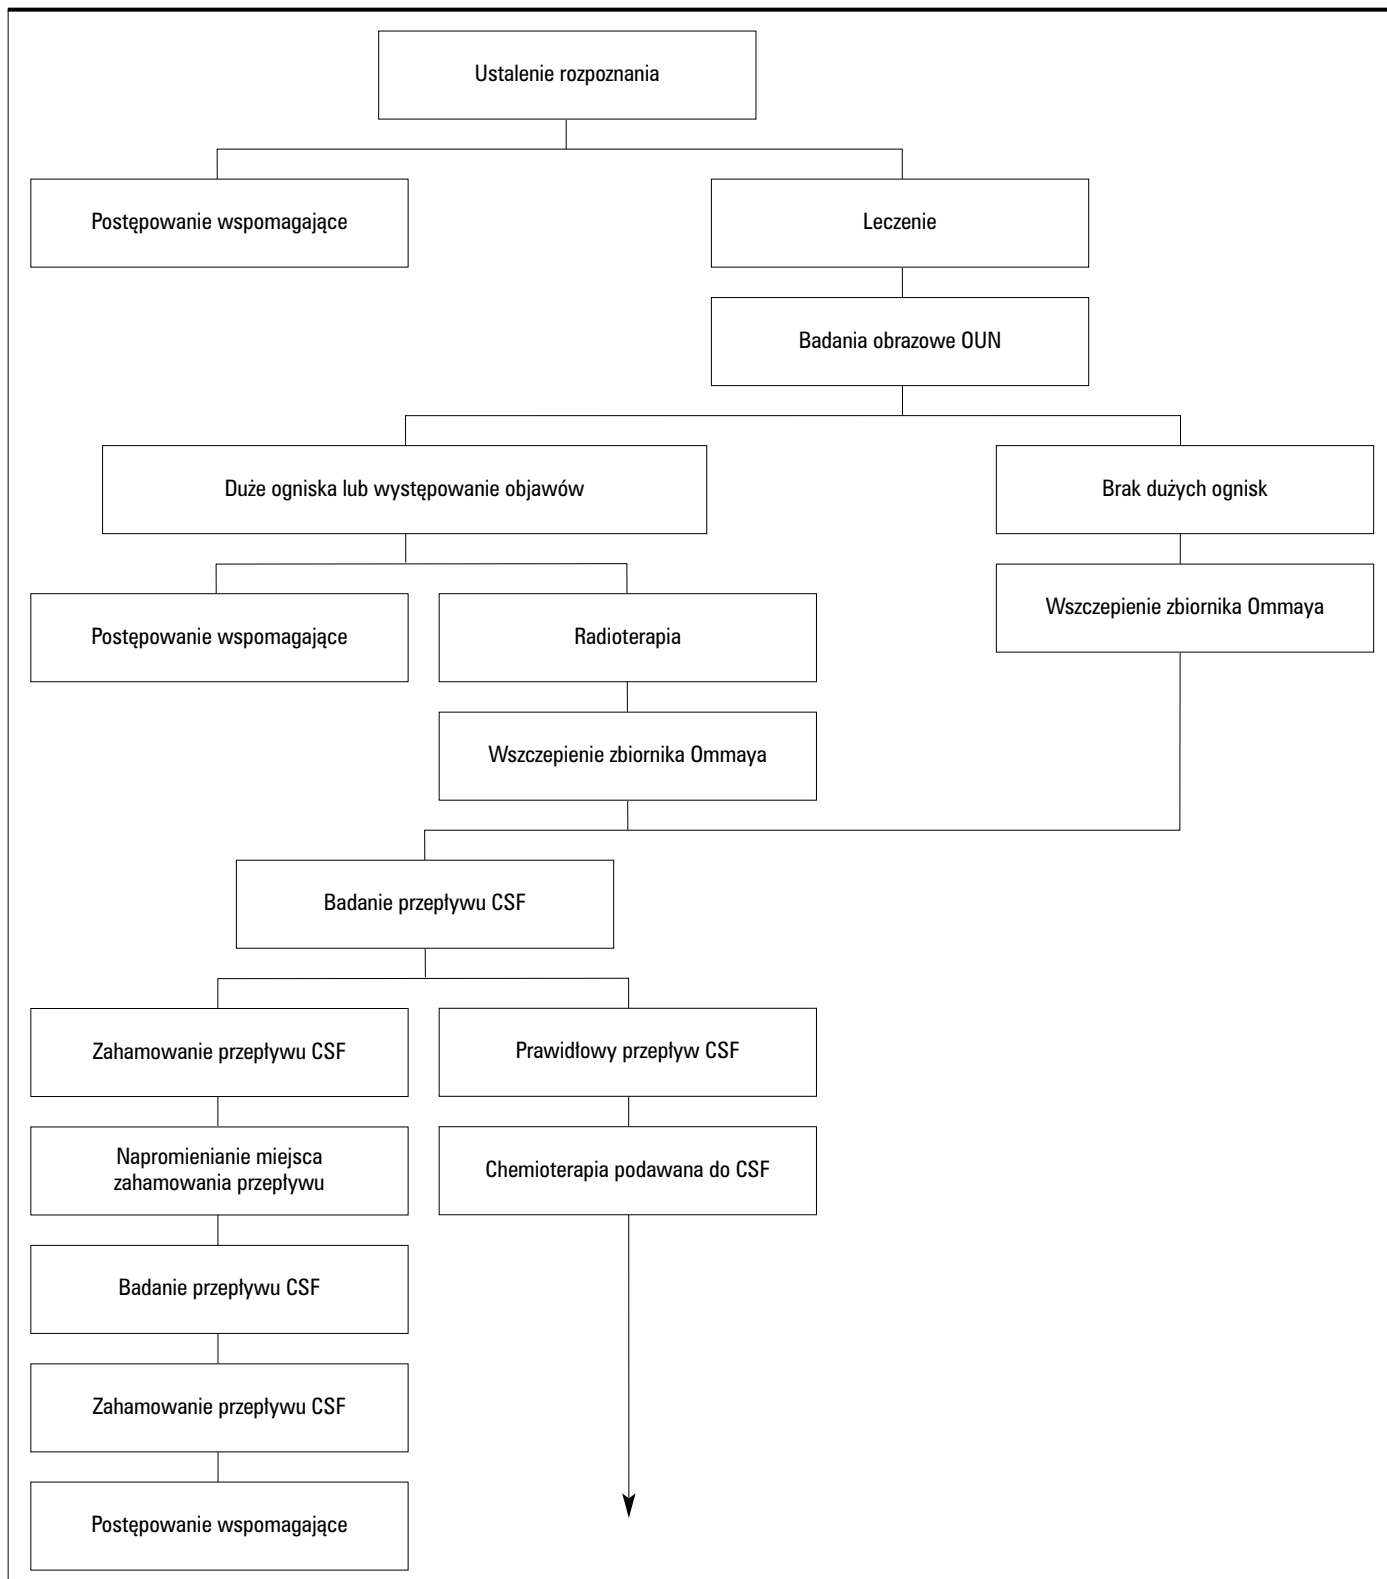 Ustalenie rozpoznania
Postępowanie wspomagające
Leczenie
Badania obrazowe OUN
Duże ogniska lub występowanie objawów
Brak dużych ognisk
Wszczepienie zbiornika Ommaya
Postępowanie wspomagające
Radioterapia
Wszczepienie zbiornika Ommaya
Badanie przepływu CSF
Zahamowanie przepływu CSF
Prawidłowy przepływ CSF
Napromienianie miejsca
zahamowania przepływu
Chemioterapia podawana do CSF
Badanie przepływu CSF
Zahamowanie przepływu CSF
Postępowanie wspomagające